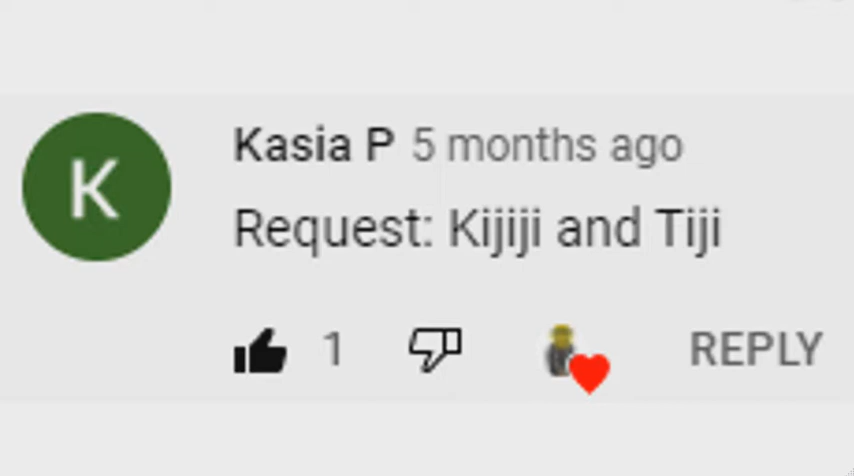 K
Kasia P 5 months ago
Request: Kijiji and Tiji
1 REPLY